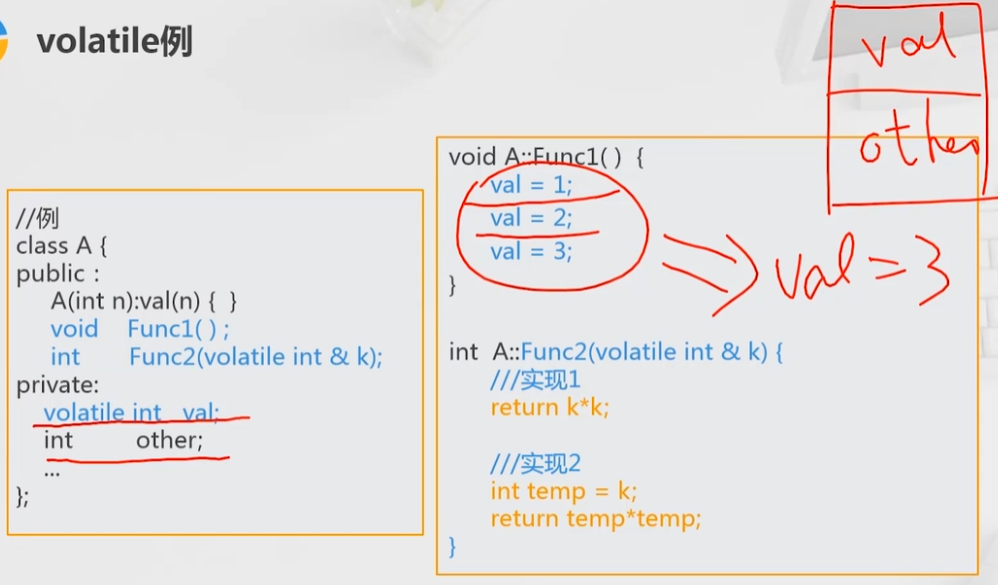 volatile例
//例
class A {
public :
A(int n):val(n) { }
void Func1( ) ;
int Func2(volatile int & k);
private:
volatile int val;
int other;
...
};
void A::Func1( ) {
val = 1;
val = 2;
val = 3;
}
int A::Func2(volatile int & k) {
///实现1
return k*k;
///实现2
int temp = k;
return temp*temp;
}
val
other
val = 3